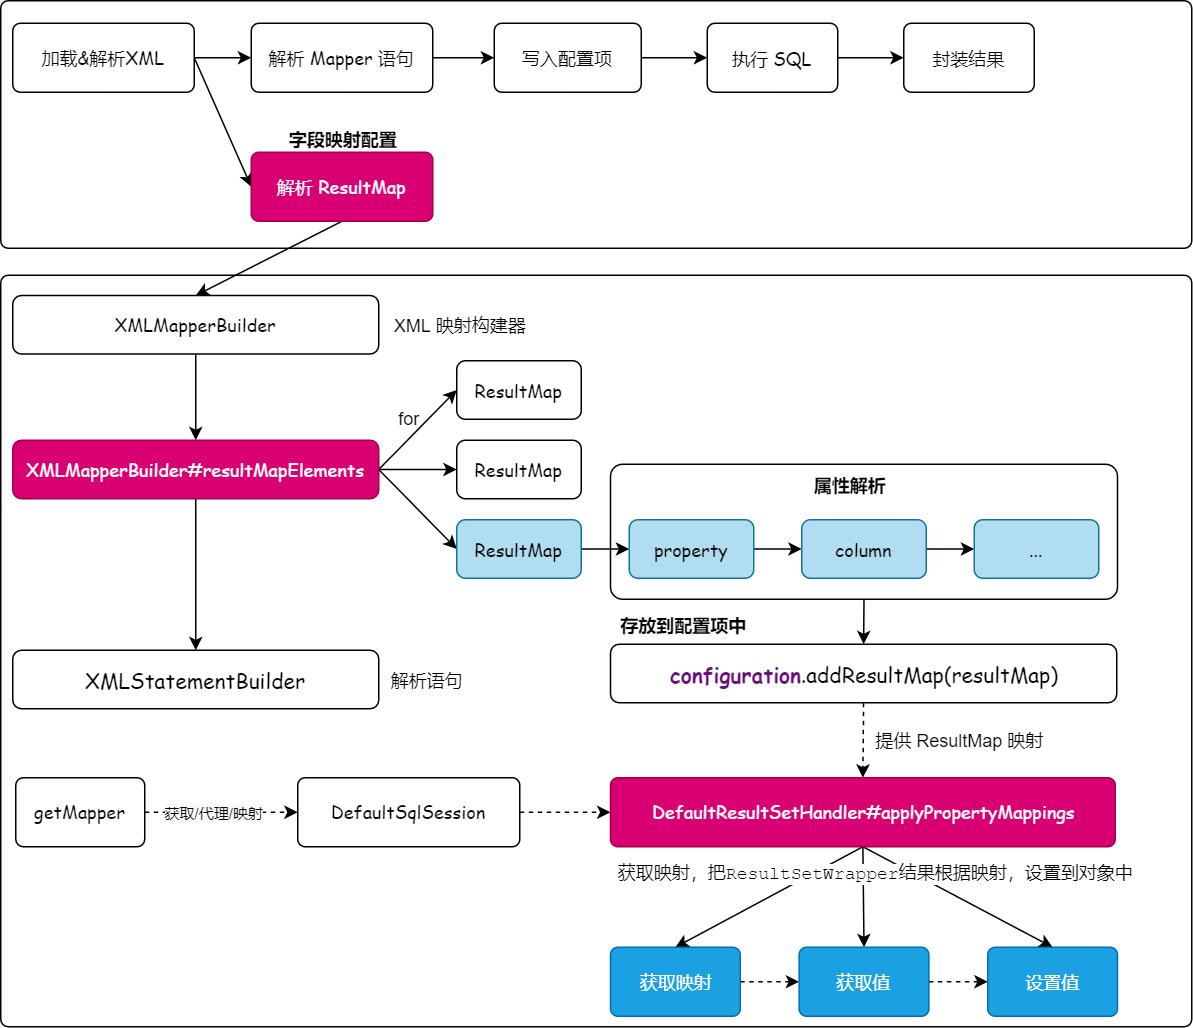 加载&解析XML
解析 Mapper 语句
写入配置项
执行 SQL
封装结果
字段映射配置
解析 ResultMap
XMLMapperBuilder
XML 映射构建器
ResultMap
for
XMLMapperBuilder#resultMapElements
ResultMap
属性解析
ResultMap
property
column
...
存放到配置项中
XMLStatementBuilder
解析语句
configuration.addResultMap(resultMap)
提供 ResultMap 映射
getMapper
获取/代理/映射
DefaultSqlSession
DefaultResultSetHandler#applyPropertyMappings
获取映射，把ResultSetWrapper结果根据映射，设置到对象中
获取映射
获取值
设置值